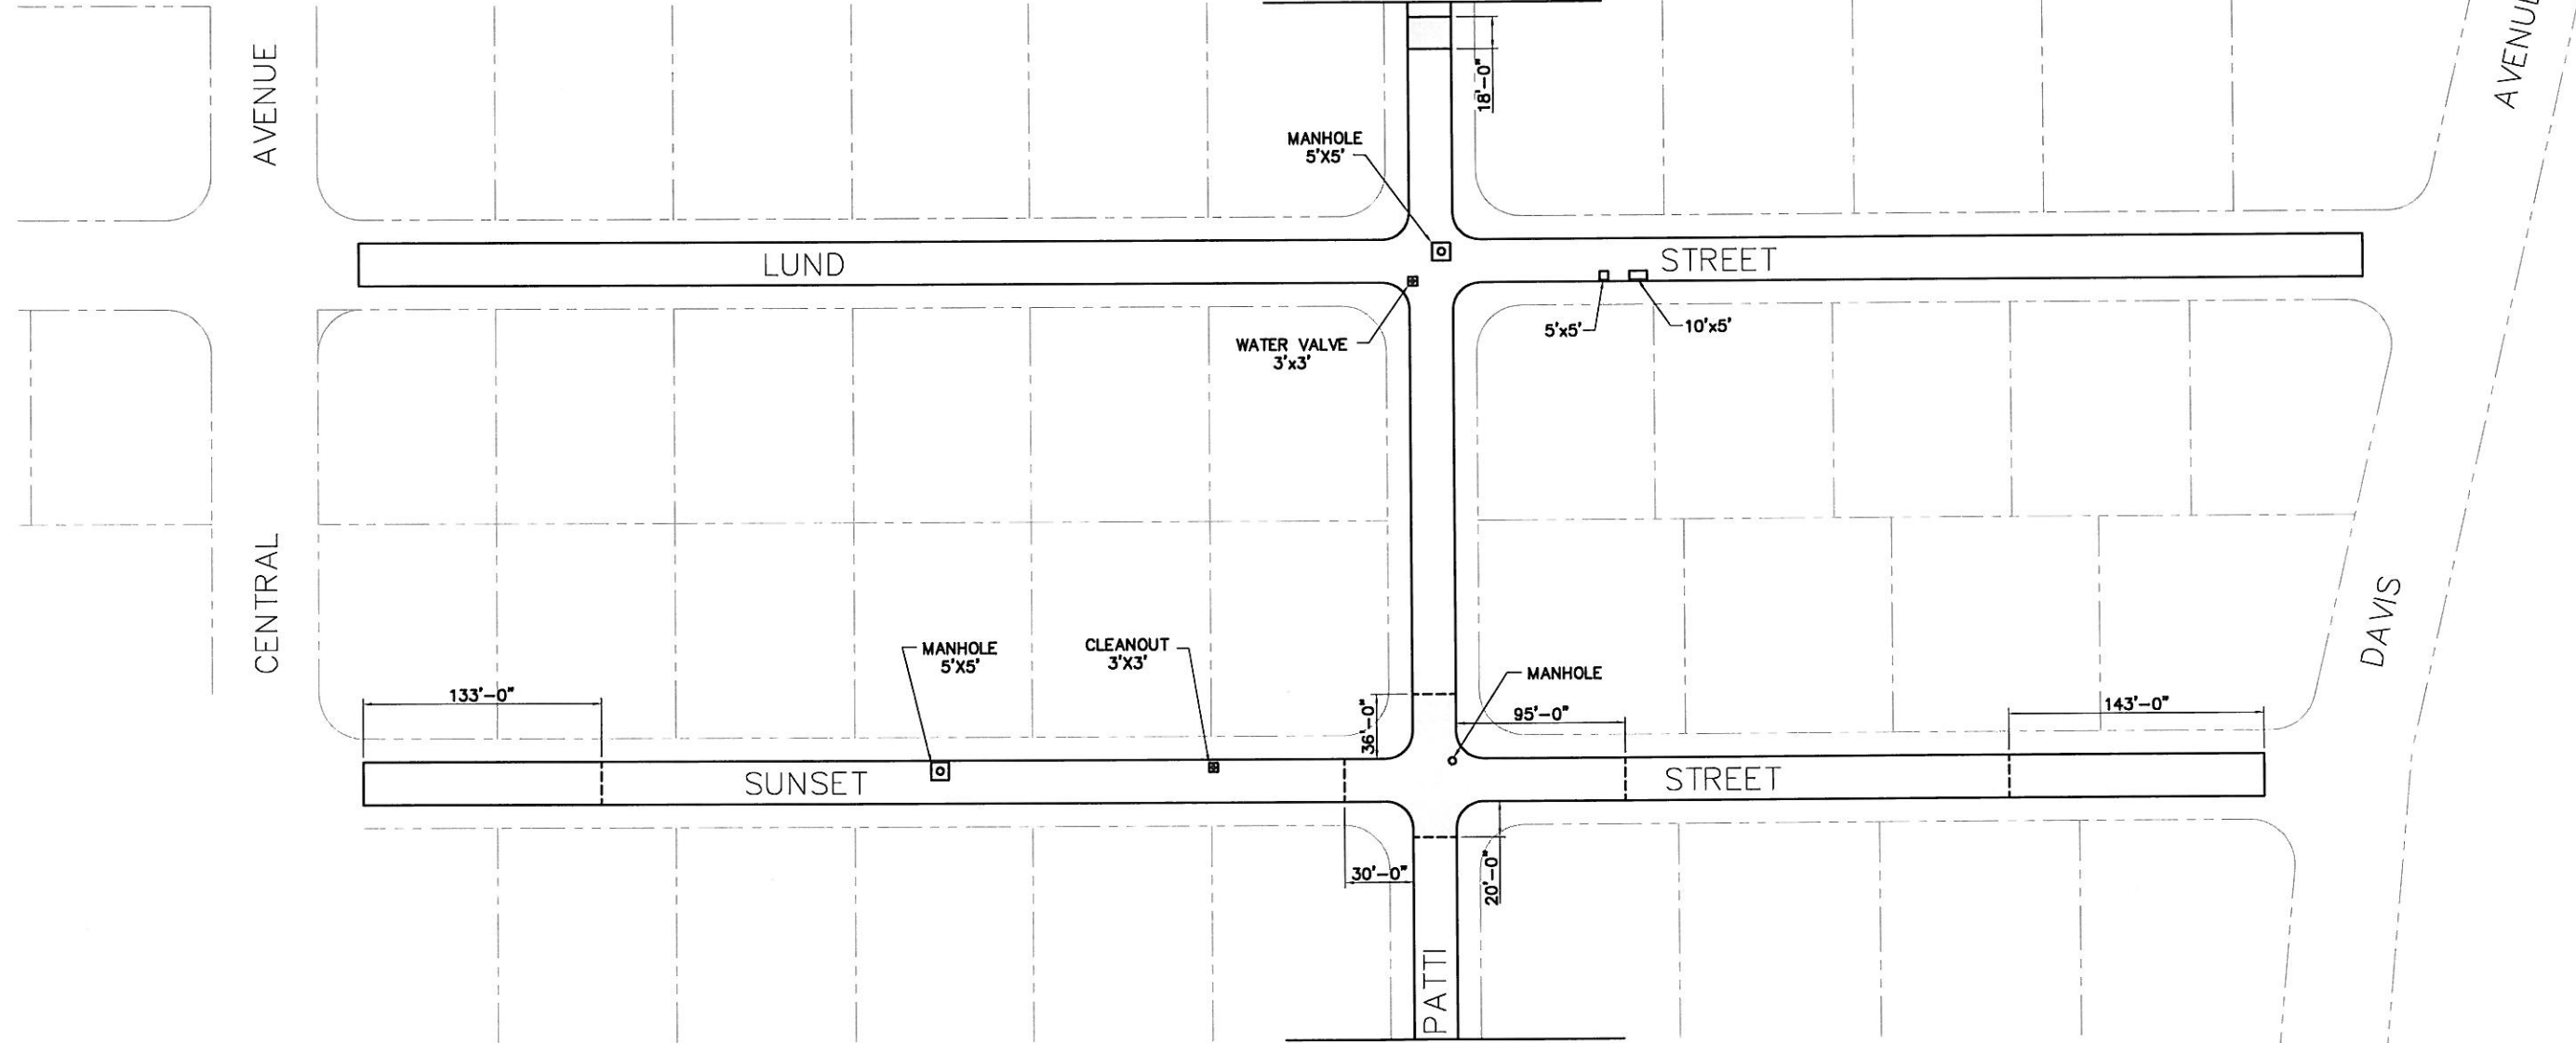 AVENUE
AVENUE
18'-0"
MANHOLE
5'X5'
LUND
STREET
5'x5'
10'x5'
WATER VALVE
3'x3'
CENTRAL
DAVIS
MANHOLE
5'X5'
CLEANOUT
3'X3'
MANHOLE
133'-0"
36'-0"
95'-0"
143'-0"
SUNSET
STREET
30'-0"
20'-0"
PATTI